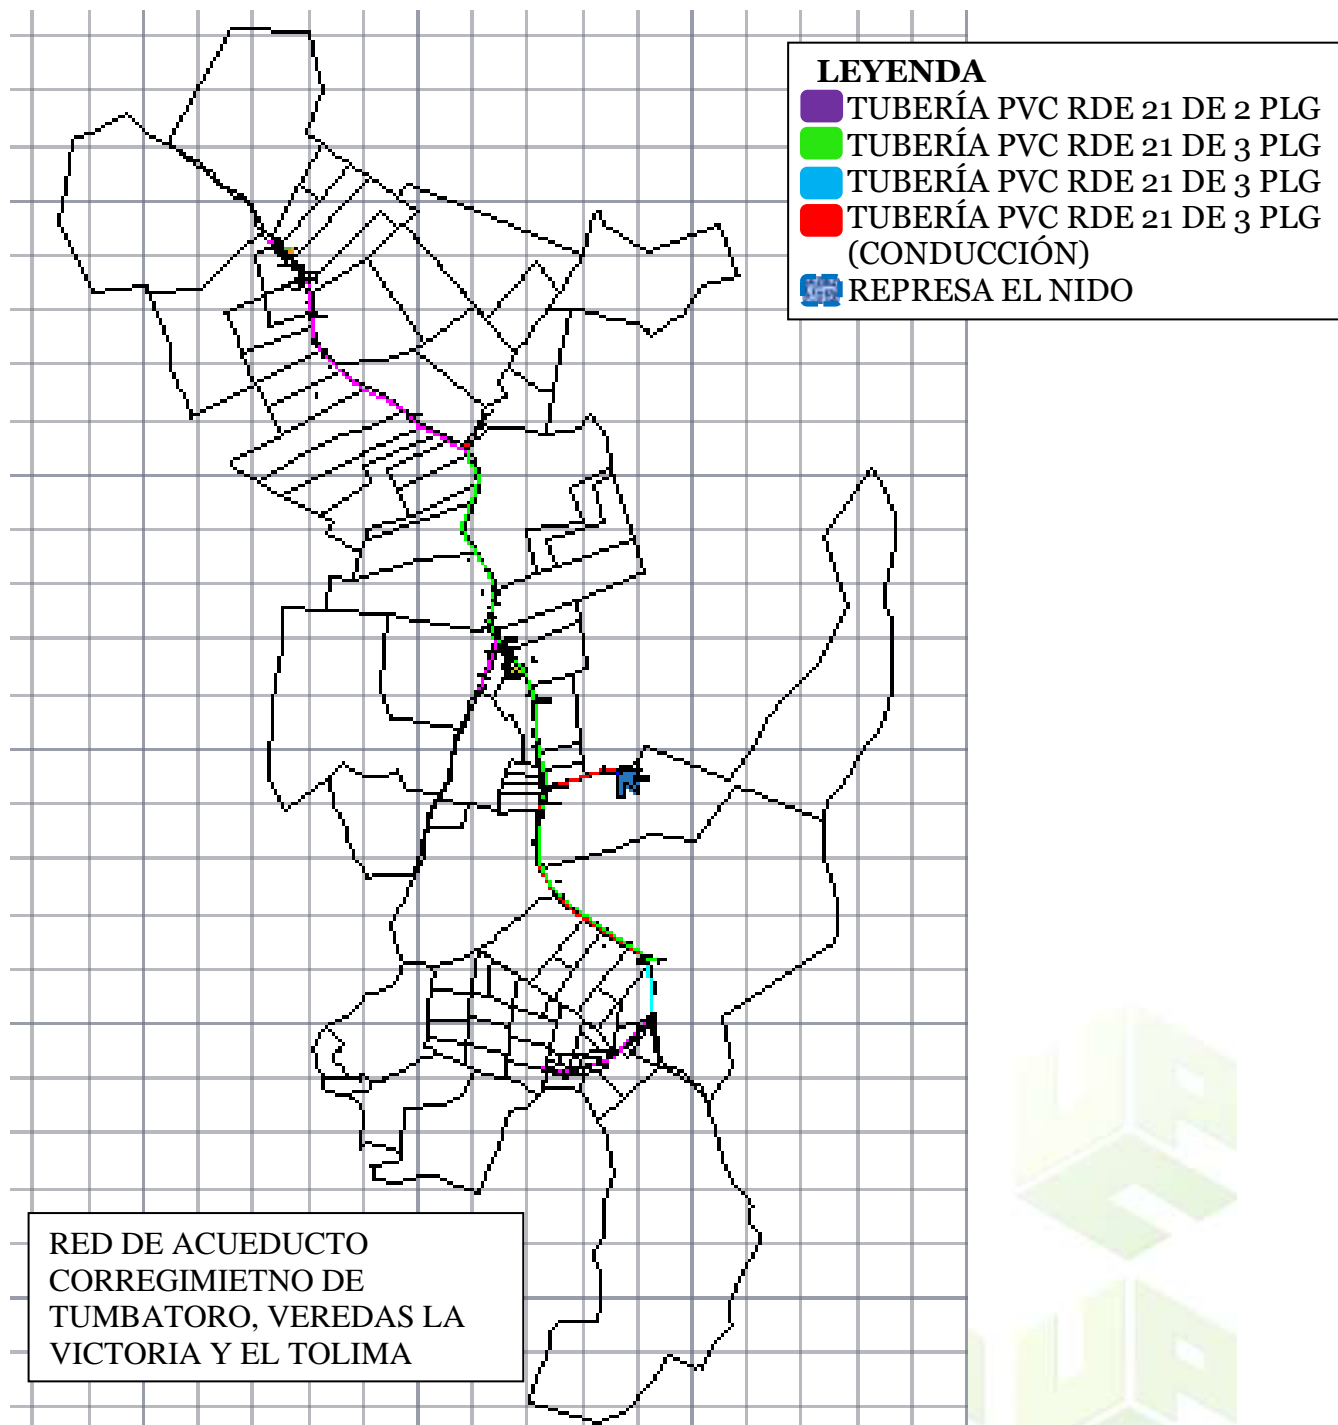 LEYENDA
TUBERÍA PVC RDE 21 DE 2 PLG
TUBERÍA PVC RDE 21 DE 3 PLG
TUBERÍA PVC RDE 21 DE 3 PLG
TUBERÍA PVC RDE 21 DE 3 PLG
(CONDUCCIÓN)
REPRESA EL NIDO
RED DE ACUEDUCTO
CORREGIMIETNO DE
TUMBATORO, VEREDAS LA
VICTORIA Y EL TOLIMA